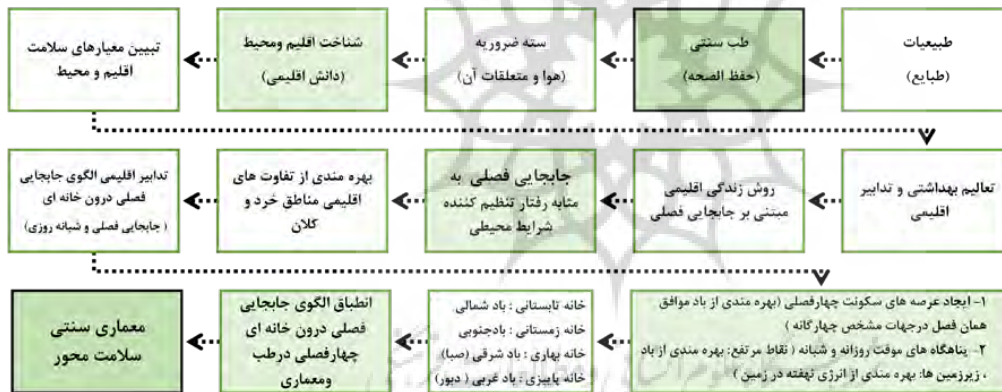 طبیعیات
(طبایع)
طب سنتی
(حفظ الصحه)
سته ضروریه
(هوا و متعلقات آن)
شناخت اقلیم ومحیط
(دانش اقلیمی)
تبیین معیارهای سلامت
اقلیم و محیط
تعالیم بهداشتی و تدابیر
اقلیمی
روش زندگی اقلیمی
مبتنی بر جابجایی فصلی
جابجایی فصلی به
مثابه رفتار تنظیم کننده
شرایط محیطی
بهره مندی از تفاوت های
اقلیمی مناطق خرد و
کلان
تدابیر اقلیمی الگوی جابجایی
فصلی درون خانه ای
(جابجایی فصلی و شبانه روزی)
۱- ایجاد عرصه های سکونت چهارفصلی (بهره مندی از باد موافق
همان فصل درجهات مشخص چهارگانه )
۲- پناهگاه های موقت روزانه و شبانه ( نقاط مرتفع: بهره مندی از باد
، زیرزمین ها: بهره مندی از انرژی نهفته در زمین )
خانه تابستانی : باد شمالی
خانه زمستانی : بادجنوبی
خانه بهاری : باد شرقی (صبا)
خانه پاییزی : باد غربی ( دبور)
انطباق الگوی جابجایی
فصلی درون خانه ای
چهارفصلی درطب
ومعماری
معماری سنتی
سلامت محور